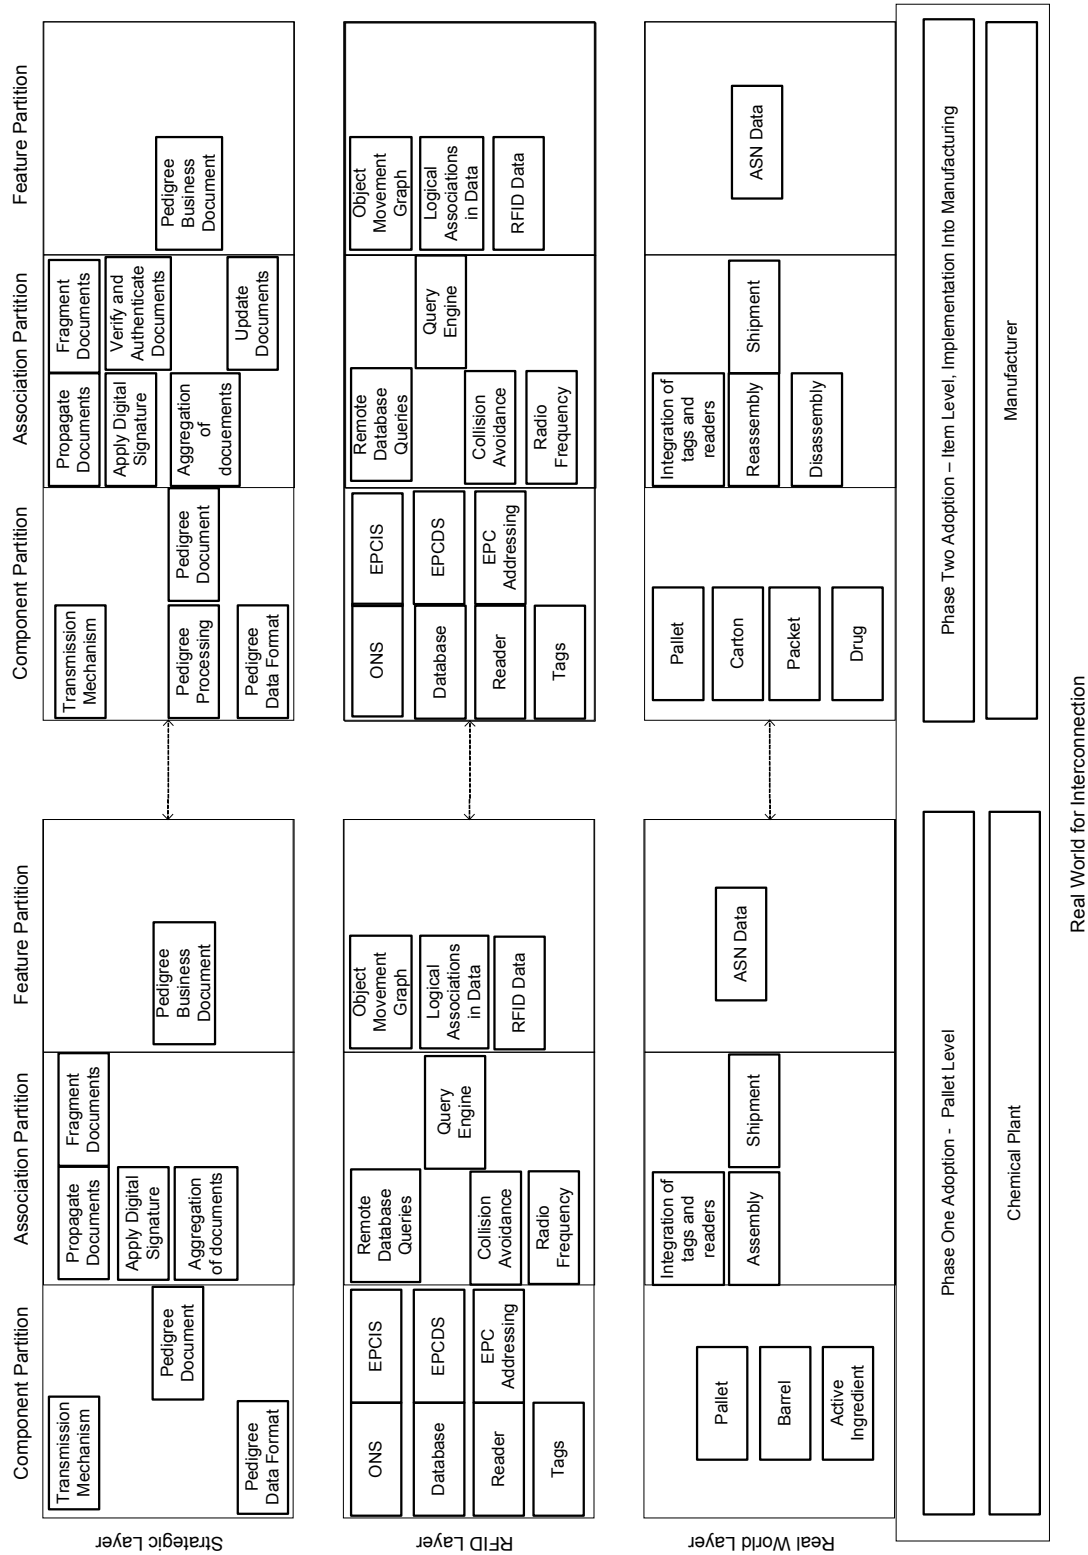 Component Partition
Association Partition
Feature Partition
Component Partition
Association Partition
Feature Partition
Strategic Layer
Transmission
Mechanism
Pedigree
Document
Pedigree
Data Format
Propagate
Documents
Fragment
Documents
Apply Digital
Signature
Aggregation
of documents
Pedigree
Business
Document
Transmission
Mechanism
Pedigree
Processing
Pedigree
Document
Pedigree
Data Format
Propagate
Documents
Fragment
Documents
Apply Digital
Signature
Verify and
Authenticate
Documents
Aggregation
of
docuements
Update
Documents
Pedigree
Business
Document
RFID Layer
ONS
EPCIS
Database
EPCDS
Reader
EPC
Addressing
Tags
Remote
Database
Queries
Query
Engine
Collision
Avoidance
Radio
Frequency
Object
Movement
Graph
Logical
Associations
in Data
RFID Data
ONS
EPCIS
Database
EPCDS
Reader
EPC
Addressing
Tags
Remote
Database
Queries
Query
Engine
Collision
Avoidance
Radio
Frequency
Object
Movement
Graph
Logical
Associations
in Data
RFID Data
Real World Layer
Pallet
Barrel
Active
Ingredient
Integration of
tags and
readers
Assembly
Shipment
ASN Data
Pallet
Carton
Packet
Drug
Integration of
tags and
readers
Reassembly
Shipment
Disassembly
ASN Data
Phase One Adoption - Pallet Level
Phase Two Adoption – Item Level, Implementation Into Manufacturing
Chemical Plant
Manufacturer
Real World for Interconnection